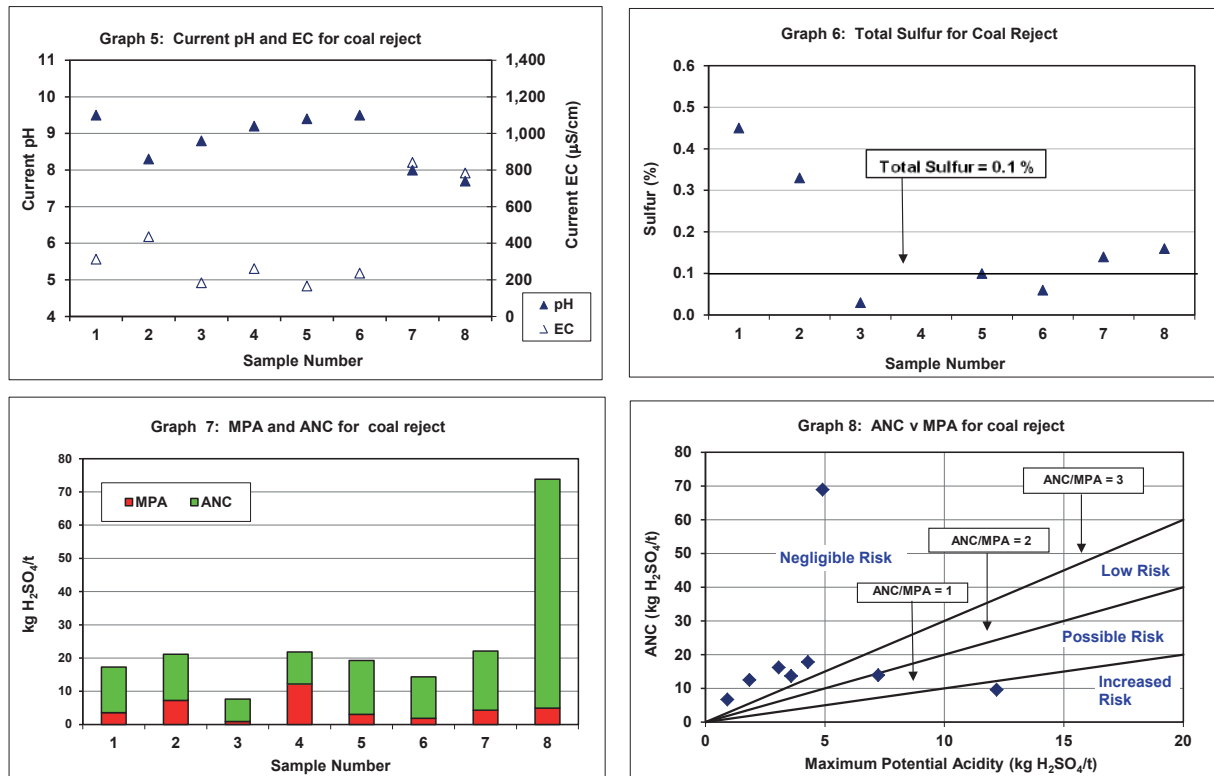 Graph 5: Current pH and EC for coal reject
11
10
9
8
7
6
5
4
Current pH
1,400
1,200
1,000
800
600
400
200
0
Current EC (µS/cm)
1 2 3 4 5 6 7 8
Sample Number
pH
EC
Graph 6: Total Sulfur for Coal Reject
0.6
0.5
0.4
0.3
0.2
0.1
0.0
Sulfur (%)
Total Sulfur = 0.1 %
1 2 3 4 5 6 7 8
Sample Number
Graph 7: MPA and ANC for coal reject
80
70
60
50
40
30
20
10
0
kg H₂SO₄/t
MPA ANC
1 2 3 4 5 6 7 8
Sample Number
Graph 8: ANC v MPA for coal reject
80
70
60
50
40
30
20
10
0
ANC (kg H₂SO₄/t)
ANC/MPA = 3
ANC/MPA = 2
Negligible Risk
Low Risk
ANC/MPA = 1
Possible Risk
Increased
Risk
0 5 10 15 20
Maximum Potential Acidity (kg H₂SO₄/t)